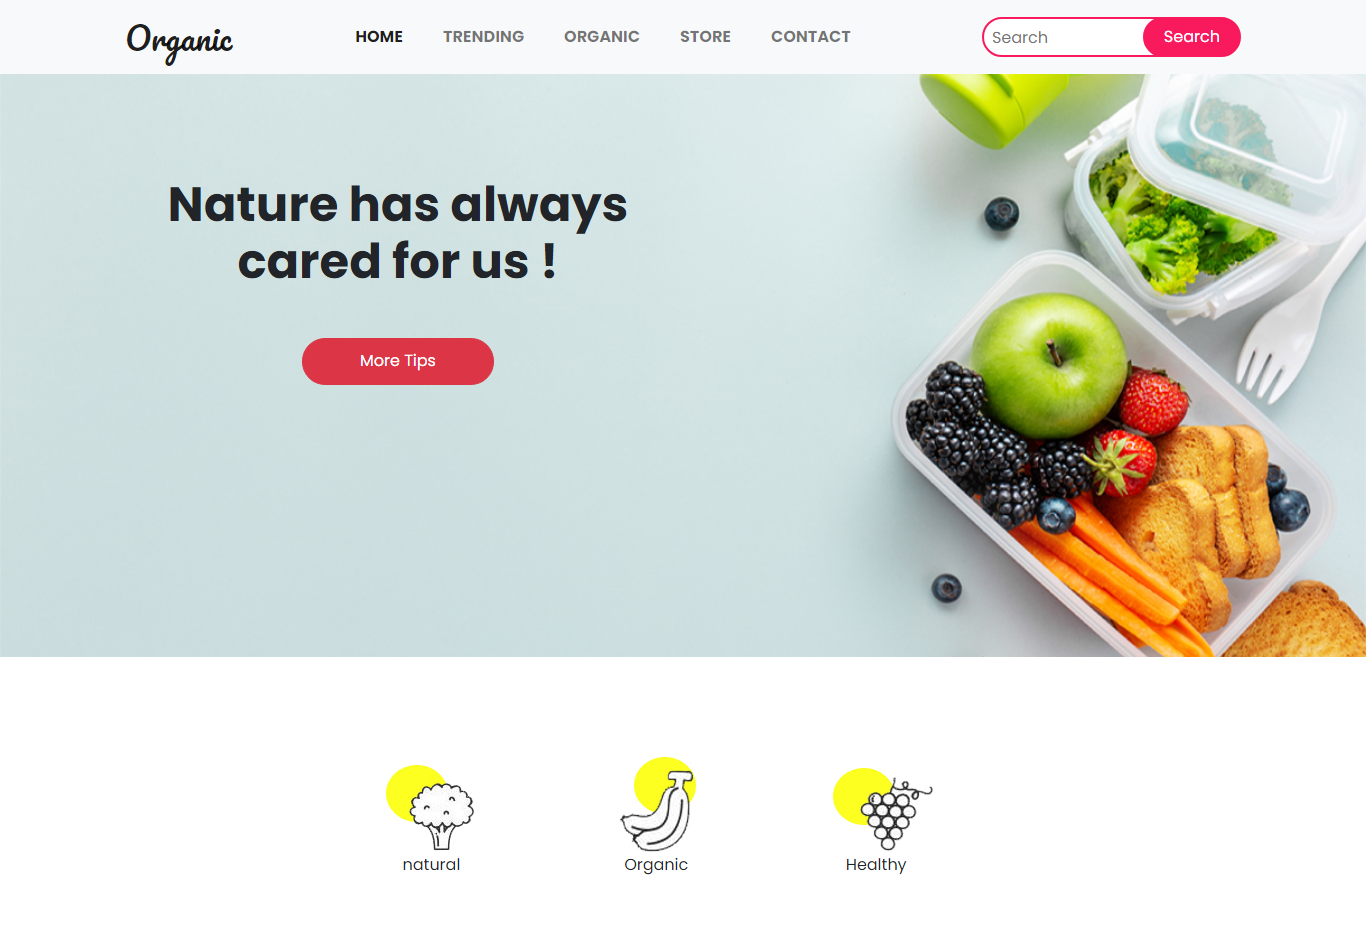 Organic
HOME TRENDING ORGANIC STORE CONTACT
Search Search
Nature has always
cared for us !
More Tips
natural Organic Healthy